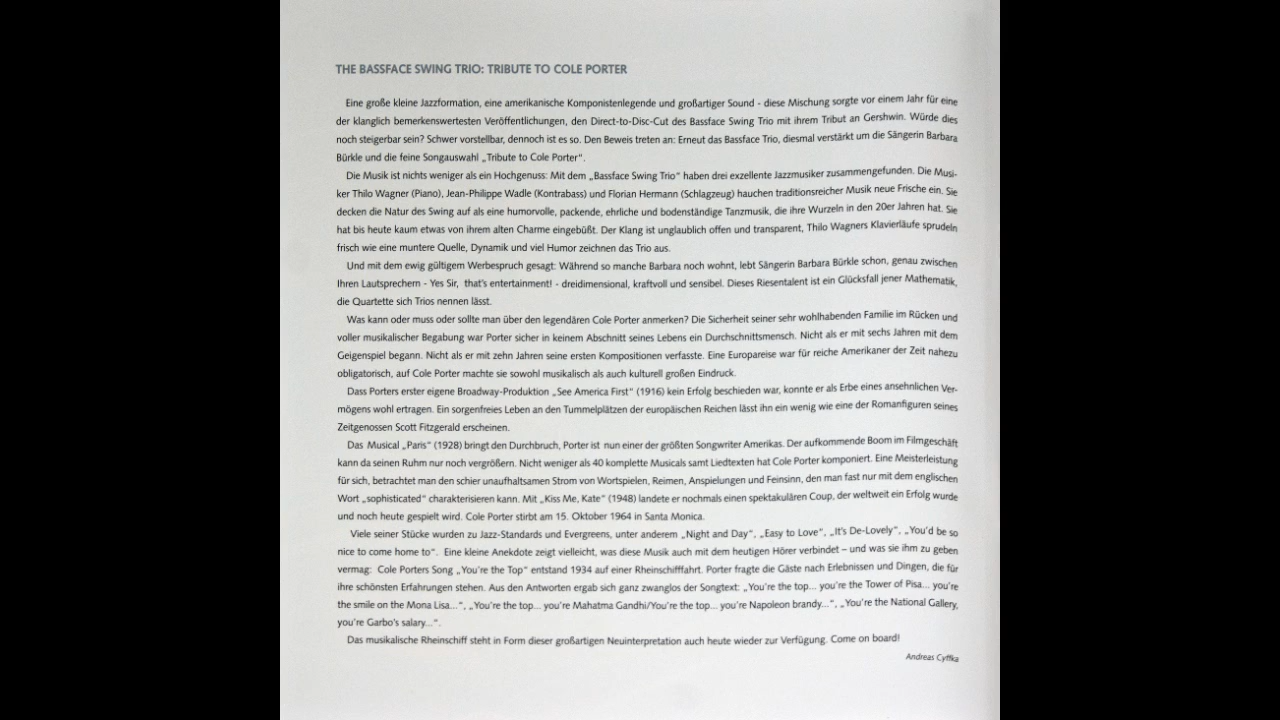 THE BASSFACE SWING TRIO: TRIBUTE TO COLE PORTER
Eine große kleine Jazzformation, eine amerikanische Komponistenlegende und großartiger Sound - diese Mischung sorgte vor einem Jahr für eine
der klanglich bemerkenswertesten Veröffentlichungen, den Direct-to-Disc-Cut des Bassface Swing Trio mit ihrem Tribut an Gershwin. Würde dies
noch steigerbar sein? Schwer vorstellbar, dennoch ist es so. Den Beweis treten an: Erneut das Bassface Trio, diesmal verstärkt um die Sängerin Barbara
Bürkle und die feine Songauswahl „Tribute to Cole Porter“.
Die Musik ist nichts weniger als ein Hochgenuss: Mit dem „Bassface Swing Trio“ haben drei exzellente Jazzmusiker zusammengefunden. Die Musi-
ker Thilo Wagner (Piano), Jean-Philippe Wadle (Kontrabass) und Florian Hermann (Schlagzeug) hauchen traditionsreicher Musik neue Frische ein. Sie
decken die Natur des Swing auf als eine humorvolle, packende, ehrliche und bodenständige Tanzmusik, die ihre Wurzeln in den 20er Jahren hat. Sie
hat bis heute kaum etwas von ihrem alten Charme eingebüßt. Der Klang ist unglaublich offen und transparent, Thilo Wagners Klavierläufe sprudeln
frisch wie eine muntere Quelle, Dynamik und viel Humor zeichnen das Trio aus.
Und mit dem ewig gültigem Werbespruch gesagt: Während so manche Barbara noch wohnt, lebt Sängerin Barbara Bürkle schon, genau zwischen
Ihren Lautsprechern - Yes Sir, that's entertainment! - dreidimensional, kraftvoll und sensibel. Dieses Riesentalent ist ein Glücksfall jener Mathematik,
die Quartette sich Trios nennen lässt.
Was kann oder muss oder sollte man über den legendären Cole Porter anmerken? Die Sicherheit seiner sehr wohlhabenden Familie im Rücken und
voller musikalischer Begabung war Porter sicher in keinem Abschnitt seines Lebens ein Durchschnittsmensch. Nicht als er mit sechs Jahren mit dem
Geigenspiel begann. Nicht als er mit zehn Jahren seine ersten Kompositionen verfasste. Eine Europareise war für reiche Amerikaner der Zeit nahezu
obligatorisch, auf Cole Porter machte sie sowohl musikalisch als auch kulturell großen Eindruck.
Dass Porters erster eigene Broadway-Produktion „See America First“ (1916) kein Erfolg beschieden war, konnte er als Erbe eines ansehnlichen Ver-
mögens wohl ertragen. Ein sorgenfreies Leben an den Tummelplätzen der europäischen Reichen lässt ihn ein wenig wie eine der Romanfiguren seines
Zeitgenossen Scott Fitzgerald erscheinen.
Das Musical „Paris“ (1928) bringt den Durchbruch, Porter ist nun einer der größten Songwriter Amerikas. Der aufkommende Boom im Filmgeschäft
kann da seinen Ruhm nur noch vergrößern. Nicht weniger als 40 komplette Musicals samt Liedtexten hat Cole Porter komponiert. Eine Meisterleistung
für sich, betrachtet man den schier unaufhaltsamen Strom von Wortspielen, Reimen, Anspielungen und Feinsinn, den man fast nur mit dem englischen
Wort „sophisticated“ charakterisieren kann. Mit „Kiss Me, Kate“ (1948) landete er nochmals einen spektakulären Coup, der weltweit ein Erfolg wurde
und noch heute gespielt wird. Cole Porter stirbt am 15. Oktober 1964 in Santa Monica.
Viele seiner Stücke wurden zu Jazz-Standards und Evergreens, unter anderem „Night and Day“, „Easy to Love“, „It's De-Lovely“, „You'd be so
nice to come home to“. Eine kleine Anekdote zeigt vielleicht, was diese Musik auch mit dem heutigen Hörer verbindet – und was sie ihm zu geben
vermag: Cole Porters Song „You're the Top“ entstand 1934 auf einer Rheinschifffahrt. Porter fragte die Gäste nach Erlebnissen und Dingen, die für
ihre schönsten Erfahrungen stehen. Aus den Antworten ergab sich ganz zwanglos der Songtext: „You're the top... you're the Tower of Pisa... you're
the smile on the Mona Lisa...“, „You're the top... you're Mahatma Gandhi/You're the top... you're Napoleon brandy...“, „You're the National Gallery,
you're Garbo's salary...“.
Das musikalische Rheinschiff steht in Form dieser großartigen Neuinterpretation auch heute wieder zur Verfügung. Come on board!
Andreas Cyffka